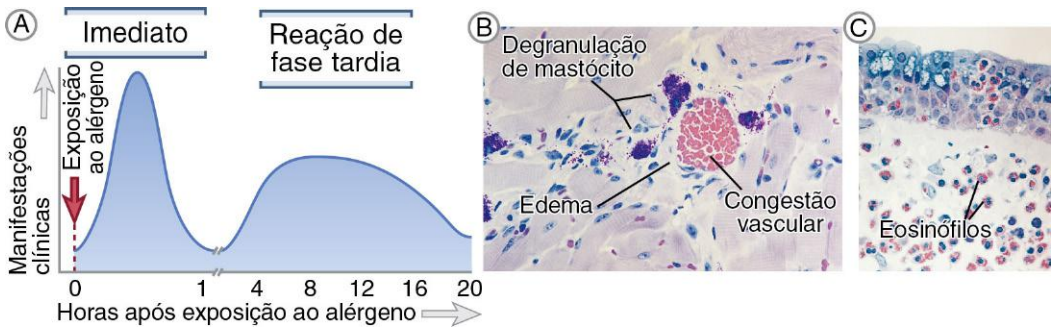 A
Imediato
Reação de
fase tardia
Manifestações
clínicas
Exposição
ao alérgeno
0 1 4 8 12 16 20
Horas após exposição ao alérgeno
B
Degranulação
de mastócito
Edema
Congestão
vascular
C
Eosinófilos